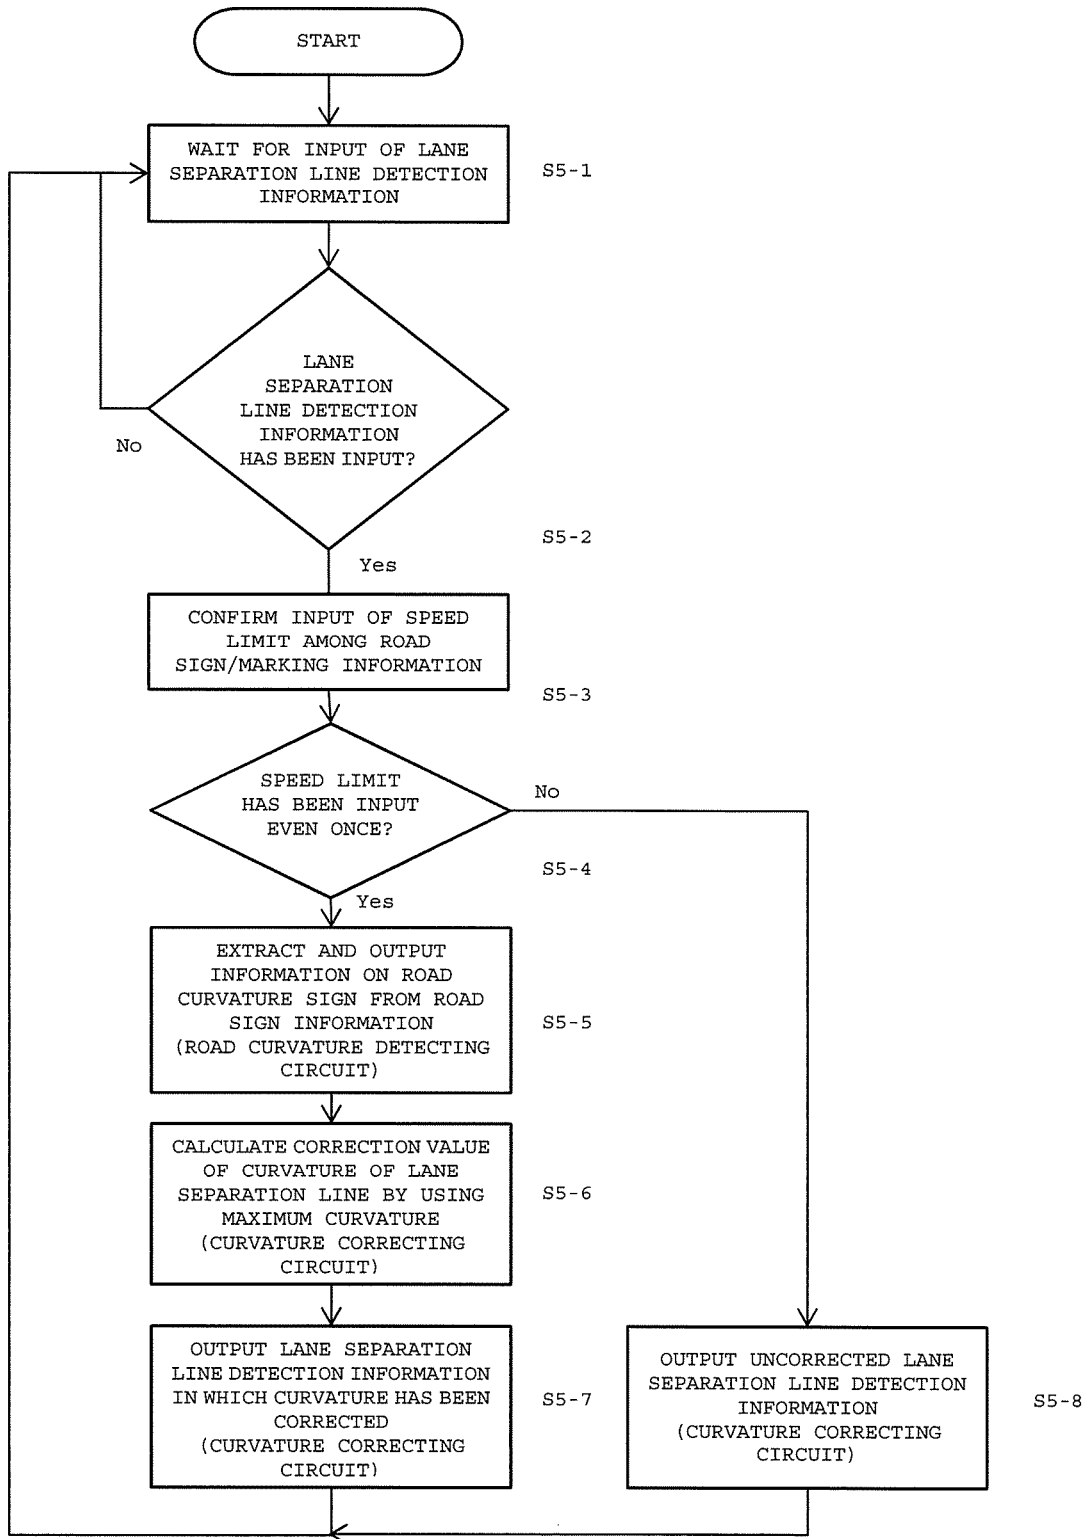 START
WAIT FOR INPUT OF LANE
SEPARATION LINE DETECTION
INFORMATION
S5-1
LANE
SEPARATION
LINE DETECTION
INFORMATION
HAS BEEN INPUT?
No
S5-2
Yes
CONFIRM INPUT OF SPEED
LIMIT AMONG ROAD
SIGN/MARKING INFORMATION
S5-3
SPEED LIMIT
HAS BEEN INPUT
EVEN ONCE?
No
S5-4
Yes
EXTRACT AND OUTPUT
INFORMATION ON ROAD
CURVATURE SIGN FROM ROAD
SIGN INFORMATION
(ROAD CURVATURE DETECTING
CIRCUIT)
S5-5
CALCULATE CORRECTION VALUE
OF CURVATURE OF LANE
SEPARATION LINE BY USING
MAXIMUM CURVATURE
(CURVATURE CORRECTING
CIRCUIT)
S5-6
OUTPUT LANE SEPARATION
LINE DETECTION INFORMATION
IN WHICH CURVATURE HAS BEEN
CORRECTED
(CURVATURE CORRECTING
CIRCUIT)
S5-7
OUTPUT UNCORRECTED LANE
SEPARATION LINE DETECTION
INFORMATION
(CURVATURE CORRECTING
CIRCUIT)
S5-8